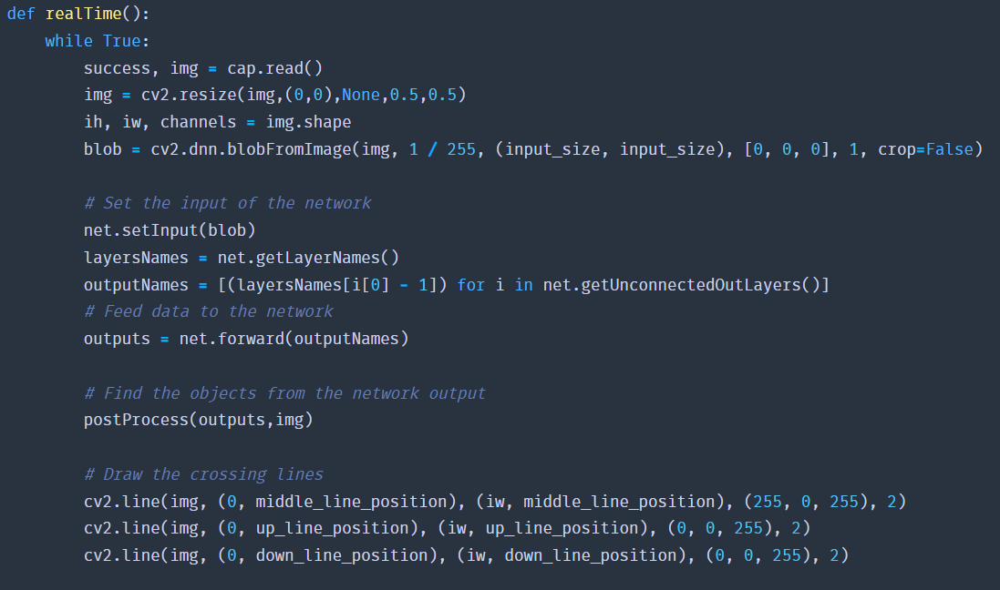 def realTime():
    while True:
        success, img = cap.read()
        img = cv2.resize(img,(0,0),None,0.5,0.5)
        ih, iw, channels = img.shape
        blob = cv2.dnn.blobFromImage(img, 1 / 255, (input_size, input_size), [0, 0, 0], 1, crop=False)

        # Set the input of the network
        net.setInput(blob)
        layersNames = net.getLayerNames()
        outputNames = [(layersNames[i[0] - 1]) for i in net.getUnconnectedOutLayers()]
        # Feed data to the network
        outputs = net.forward(outputNames)

        # Find the objects from the network output
        postProcess(outputs,img)

        # Draw the crossing lines
        cv2.line(img, (0, middle_line_position), (iw, middle_line_position), (255, 0, 255), 2)
        cv2.line(img, (0, up_line_position), (iw, up_line_position), (0, 0, 255), 2)
        cv2.line(img, (0, down_line_position), (iw, down_line_position), (0, 0, 255), 2)